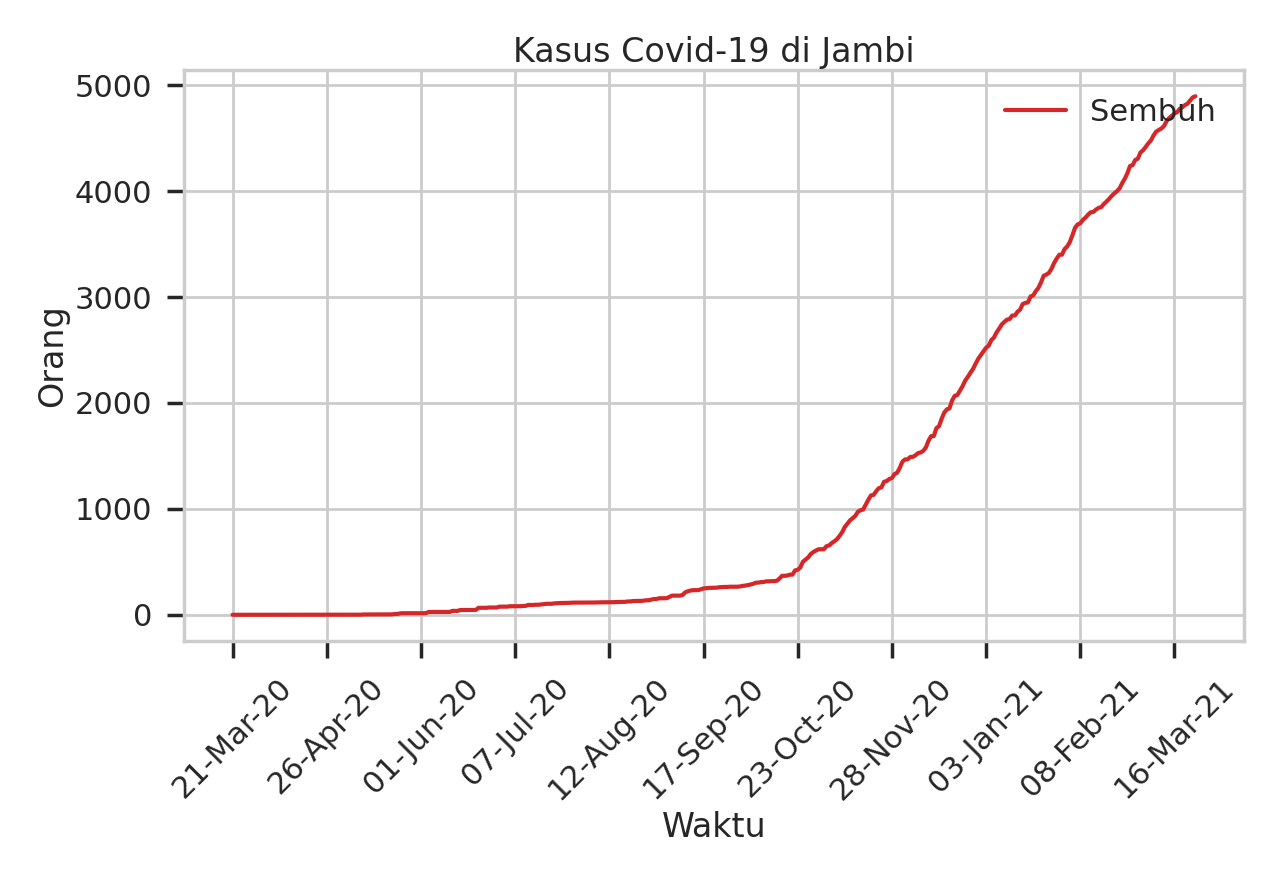 Kasus Covid-19 di Jambi
Sembuh
5000
4000
3000
2000
1000
0
Orang
21-Mar-20
26-Apr-20
01-Jun-20
07-Jul-20
12-Aug-20
17-Sep-20
23-Oct-20
28-Nov-20
03-Jan-21
08-Feb-21
16-Mar-21
Waktu